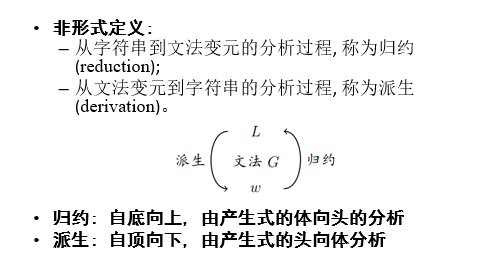 • 非形式定义：
– 从字符串到文法变元的分析过程, 称为归约
(reduction);
– 从文法变元到字符串的分析过程, 称为派生
(derivation)。
L
派生 文法 G 归约
w
• 归约：自底向上，由产生式的体向头的分析
• 派生：自顶向下，由产生式的头向体分析